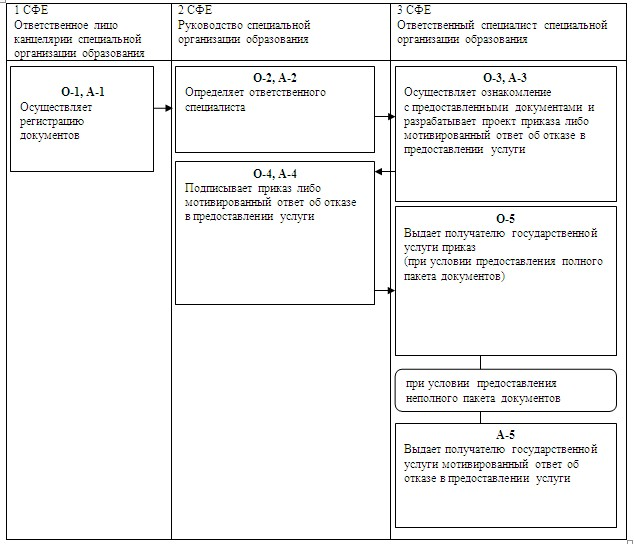 1 СФЕ
Ответственное лицо
канцелярии специальной
организации образования
2 СФЕ
Руководство специальной
организации образования
3 СФЕ
Ответственный специалист специальной
организации образования
О-1, А-1
Осуществляет
регистрацию
документов
О-2, А-2
Определяет ответственного
специалиста
О-3, А-3
Осуществляет ознакомление
с предоставленными документами и
разрабатывает проект приказа либо
мотивированный ответ об отказе в
предоставлении услуги
О-4, А-4
Подписывает приказ либо
мотивированный ответ об отказе
в предоставлении услуги
О-5
Выдает получателю государственной
услуги приказ
(при условии предоставления полного
пакета документов)
при условии предоставления
неполного пакета документов
А-5
Выдает получателю государственной
услуги мотивированный ответ об
отказе в предоставлении услуги